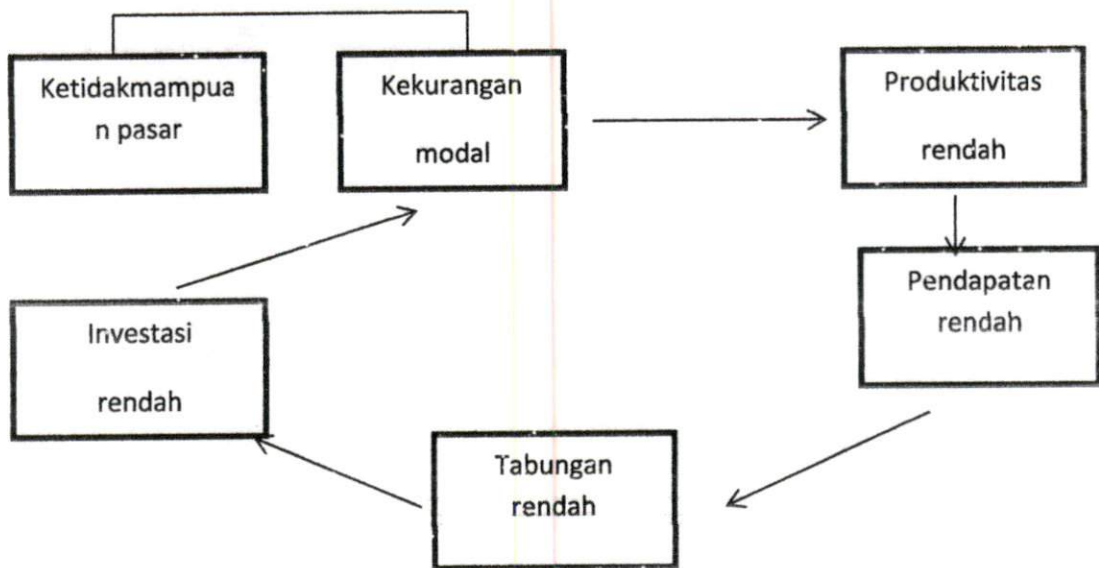 Ketidakmampua
n pasar
Kekurangan
modal
Produktivitas
rendah
Pendapatan
rendah
Investasi
rendah
Tabungan
rendah